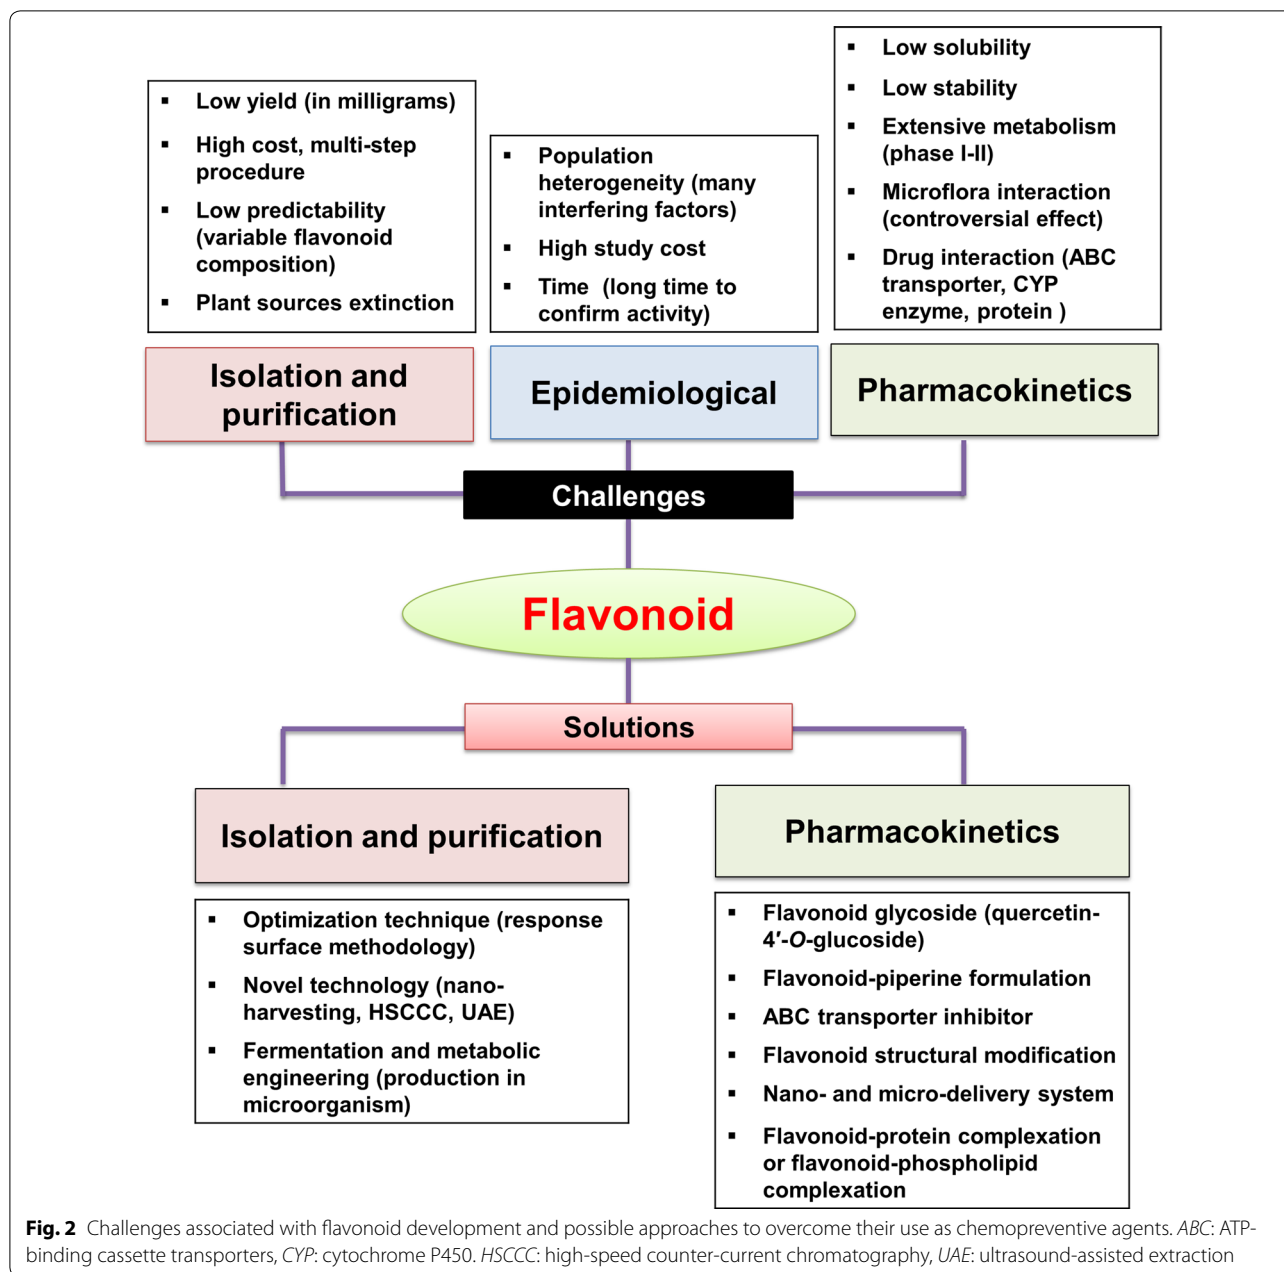 ▪ Low yield (in milligrams)
▪ High cost, multi-step
procedure
▪ Low predictability
(variable flavonoid
composition)
▪ Plant sources extinction
Isolation and
purification
▪ Population
heterogeneity (many
interfering factors)
▪ High study cost
▪ Time (long time to
confirm activity)
Epidemiological
▪ Low solubility
▪ Low stability
▪ Extensive metabolism
(phase I-II)
▪ Microflora interaction
(controversial effect)
▪ Drug interaction (ABC
transporter, CYP
enzyme, protein )
Pharmacokinetics
Challenges
Flavonoid
Solutions
Isolation and purification
▪ Optimization technique (response
surface methodology)
▪ Novel technology (nano-
harvesting, HSCCC, UAE)
▪ Fermentation and metabolic
engineering (production in
microorganism)
Pharmacokinetics
▪ Flavonoid glycoside (quercetin-
4′-O-glucoside)
▪ Flavonoid-piperine formulation
▪ ABC transporter inhibitor
▪ Flavonoid structural modification
▪ Nano- and micro-delivery system
▪ Flavonoid-protein complexation
or flavonoid-phospholipid
complexation
Fig. 2 Challenges associated with flavonoid development and possible approaches to overcome their use as chemopreventive agents. ABC: ATP-
binding cassette transporters, CYP: cytochrome P450. HSCCC: high-speed counter-current chromatography, UAE: ultrasound-assisted extraction